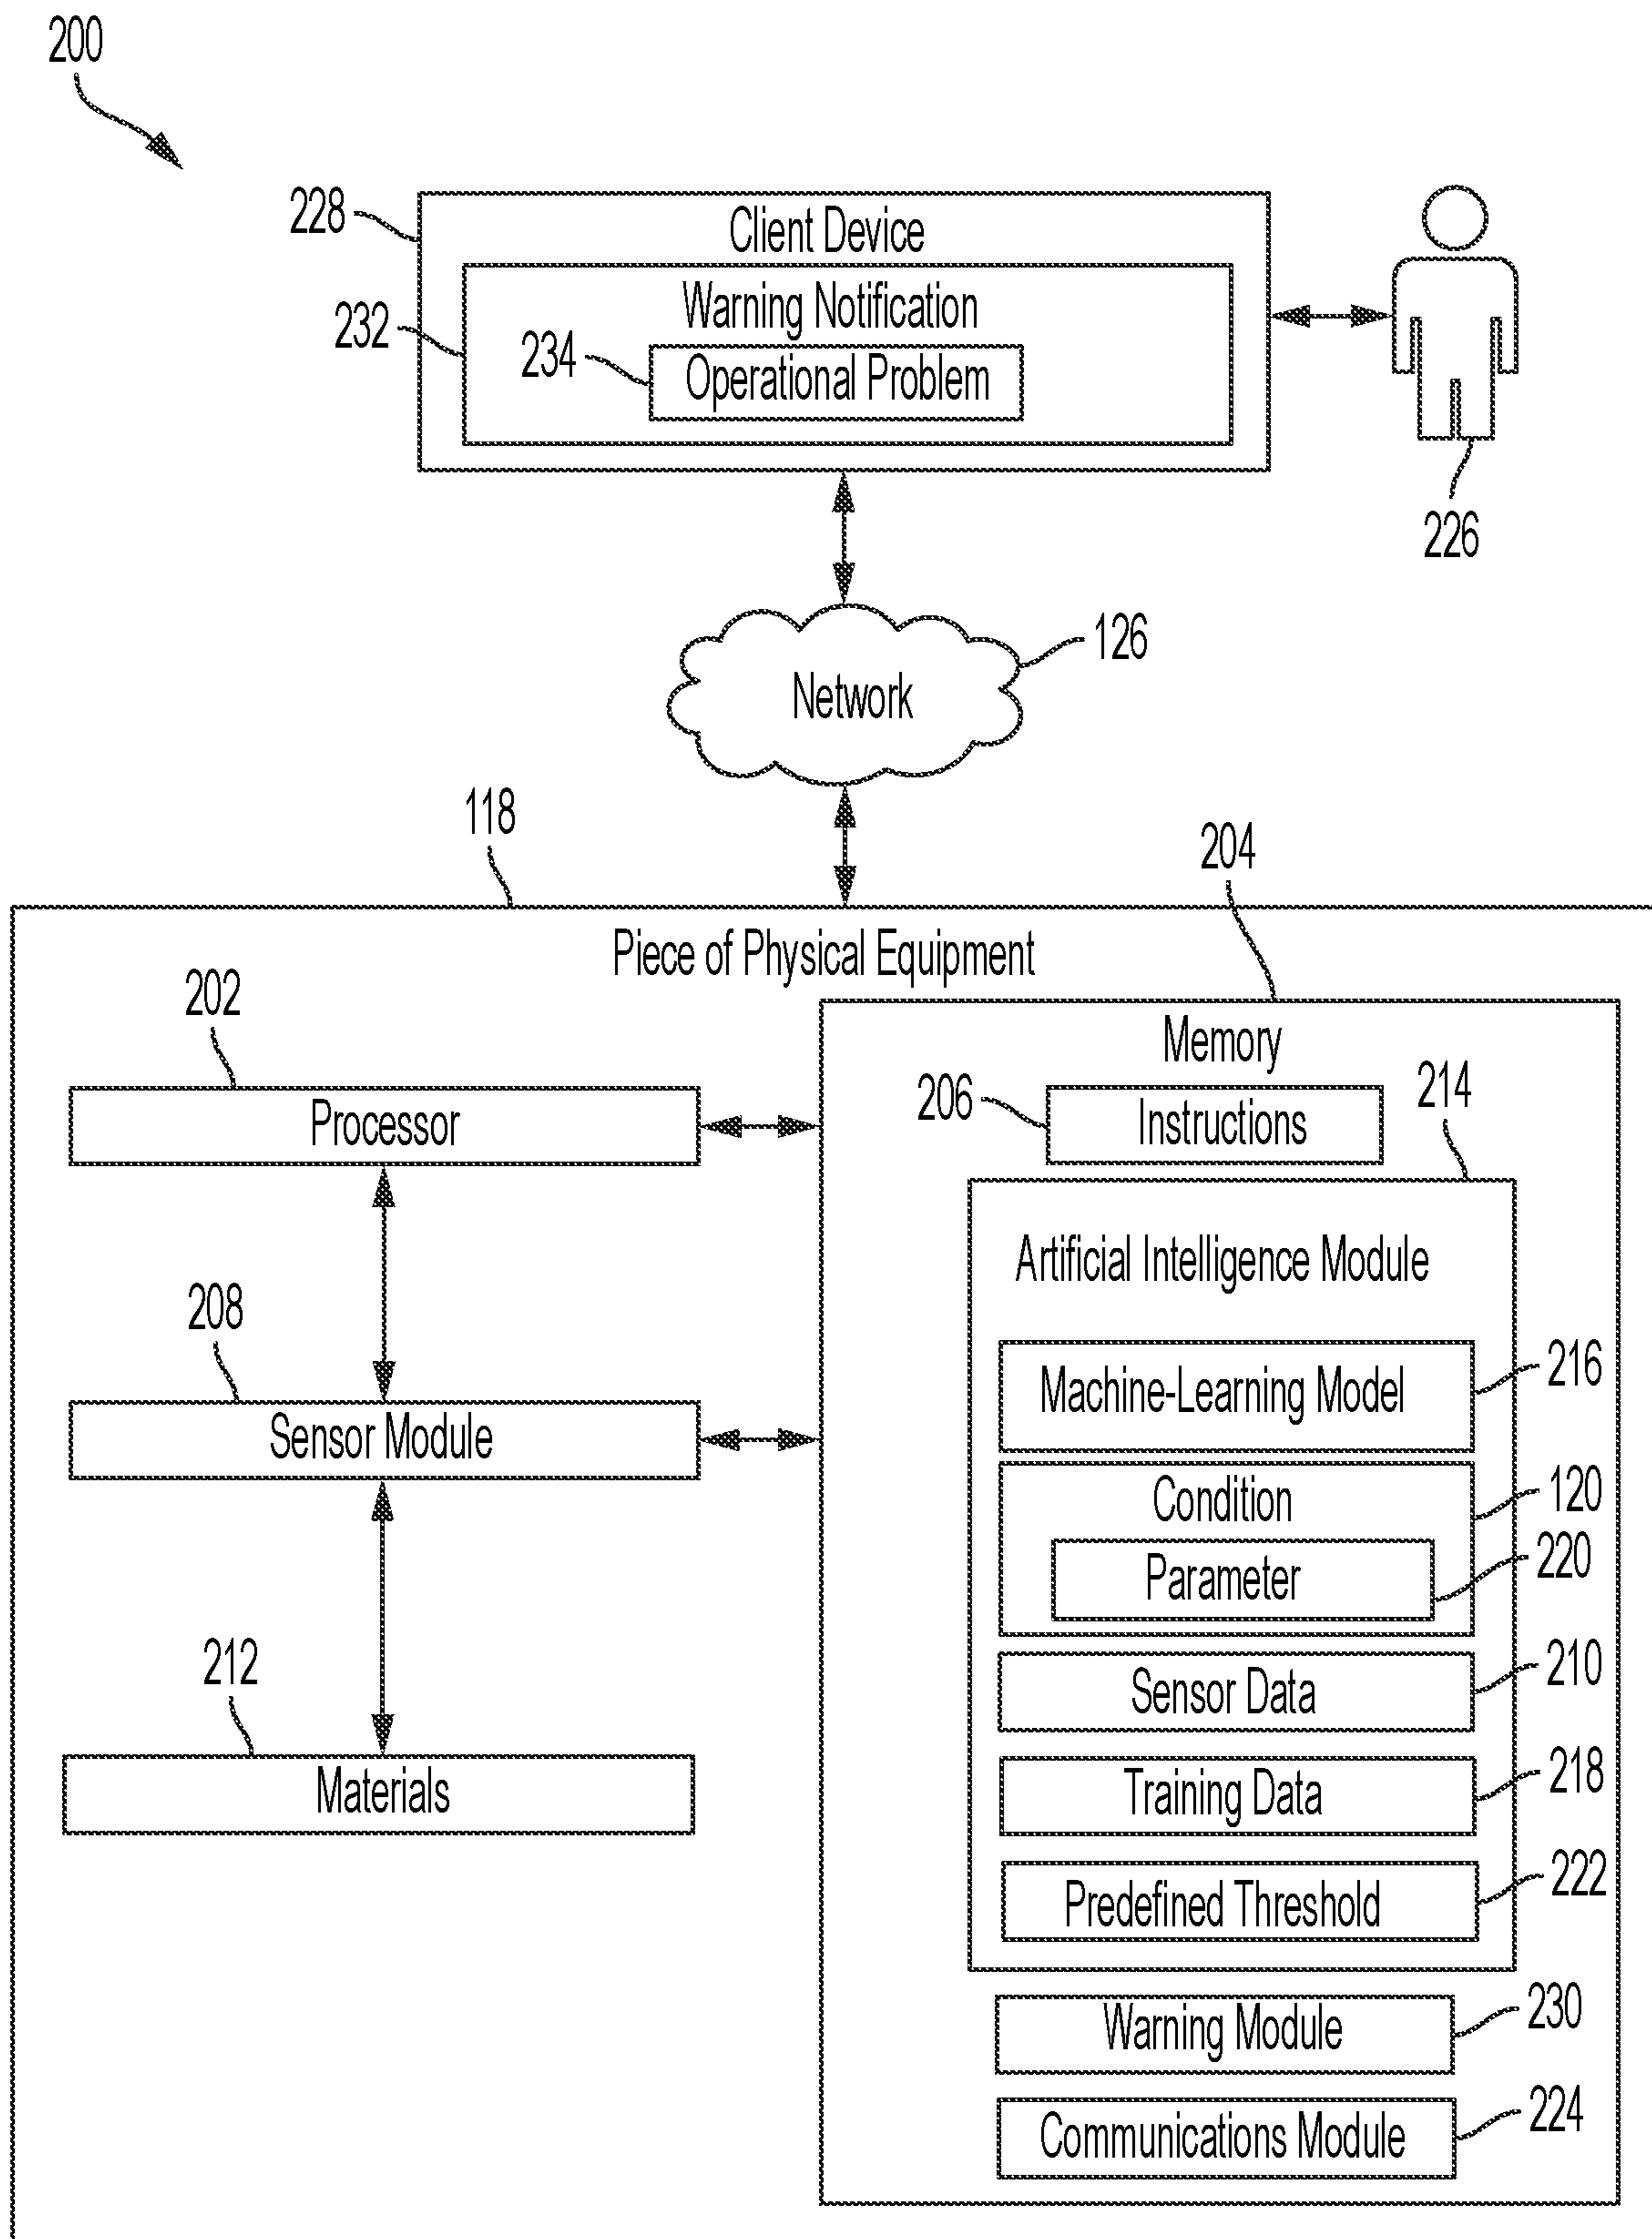 200
228
Client Device
232
Warning Notification
234
Operational Problem
226
126
Network
118
204
Piece of Physical Equipment
202
Memory
206
Instructions
214
Processor
Artificial Intelligence Module
208
Machine-Learning Model
216
Sensor Module
Condition
120
Parameter
220
212
Sensor Data
210
Materials
Training Data
218
Predefined Threshold
222
Warning Module
230
Communications Module
224